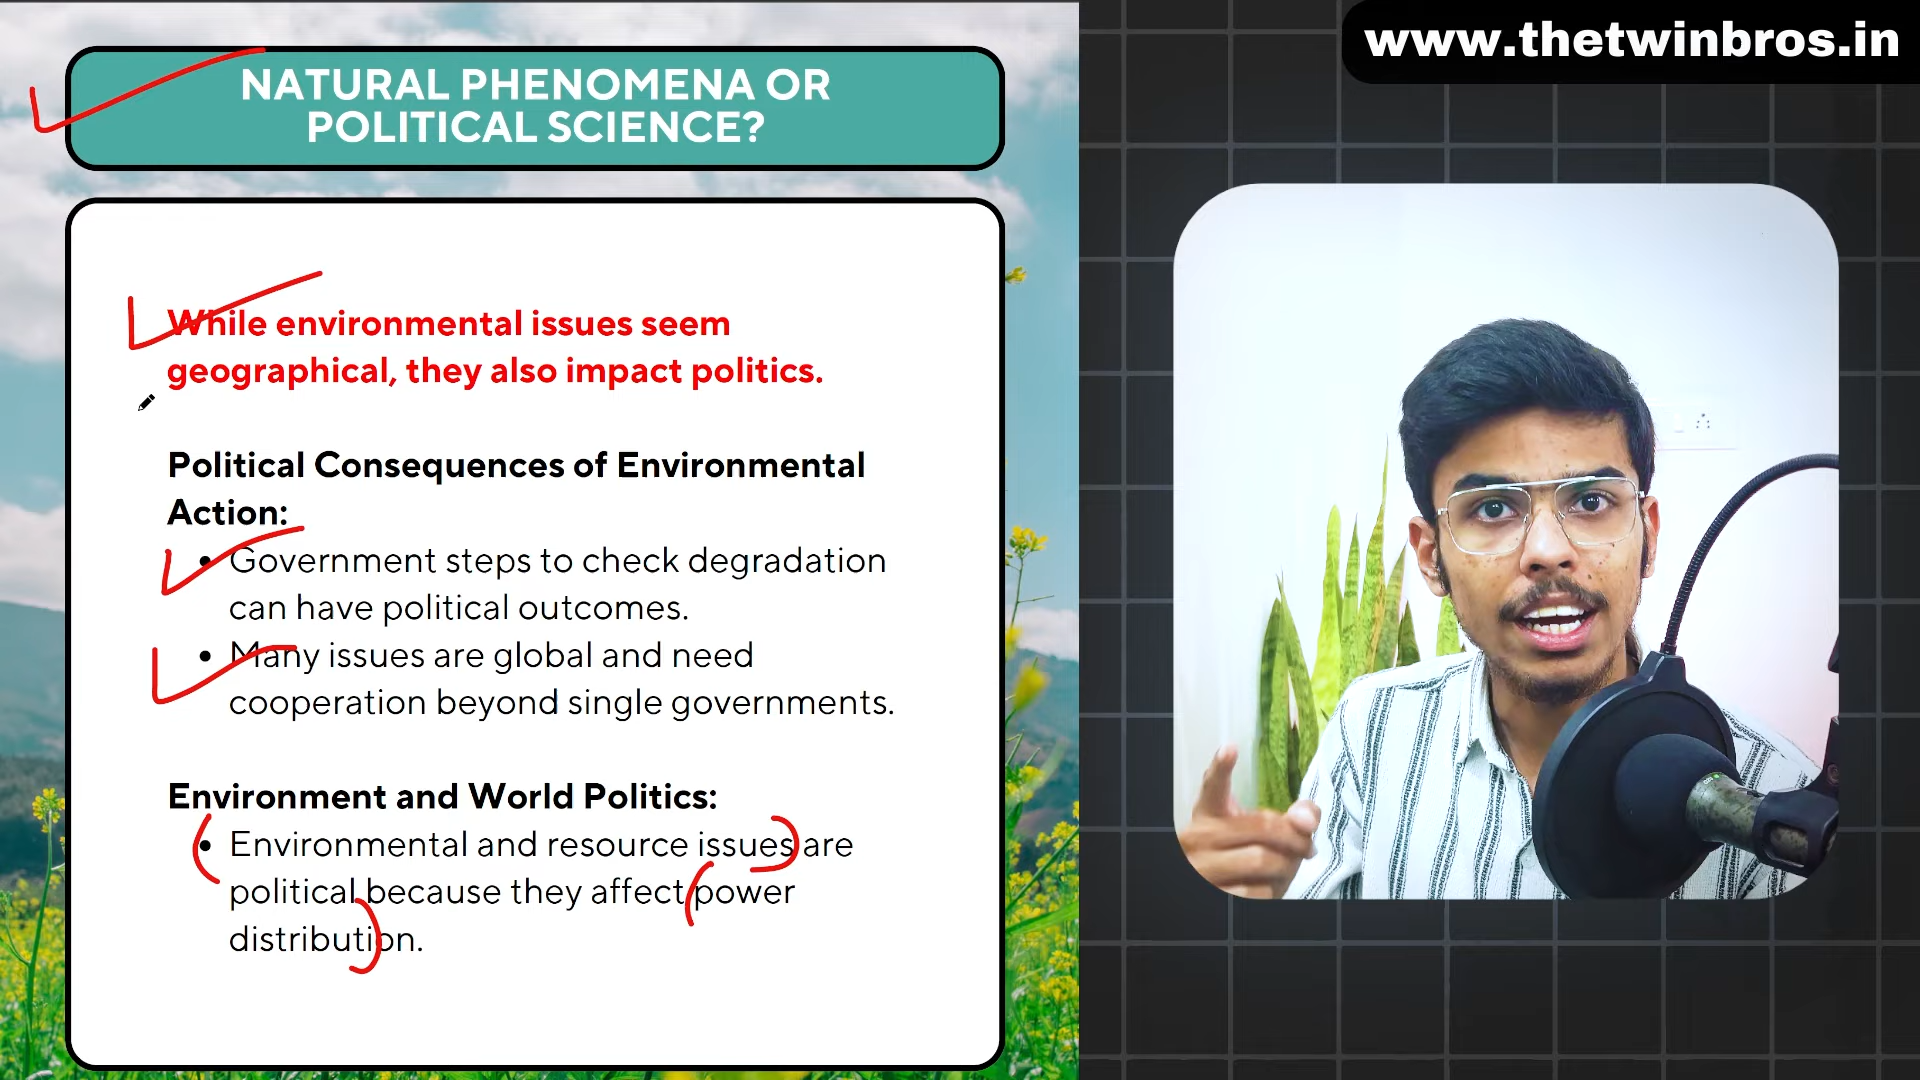 www.thetwinbros.in
NATURAL PHENOMENA OR
POLITICAL SCIENCE?
While environmental issues seem
geographical, they also impact politics.
Political Consequences of Environmental
Action:
• Government steps to check degradation
can have political outcomes.
• Many issues are global and need
cooperation beyond single governments.
Environment and World Politics:
• Environmental and resource issues are
political because they affect power
distribution.